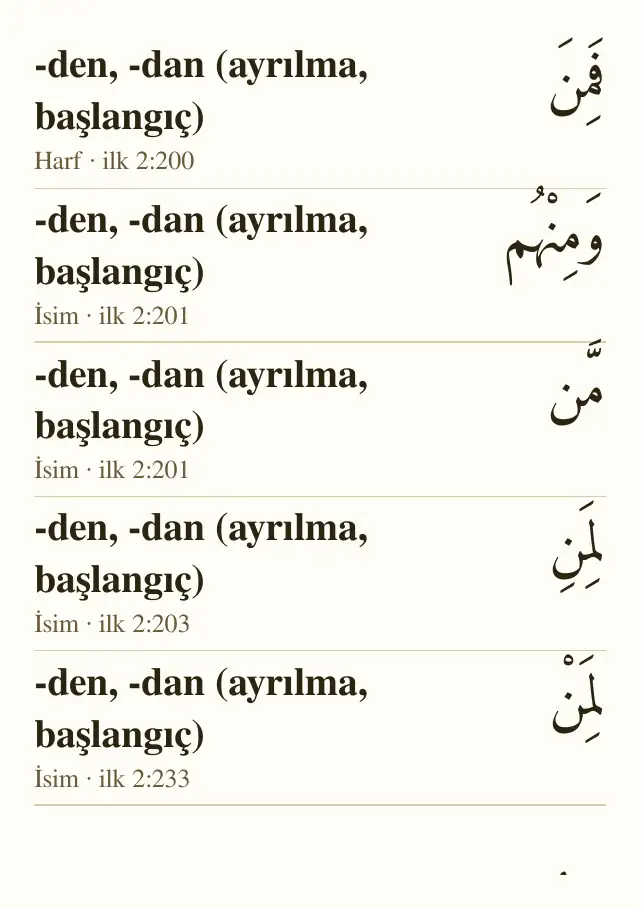 -den, -dan (ayrılma, فَمِنَ
başlangıç)
Harf · ilk 2:200
-den, -dan (ayrılma, وَمِنْهُم
başlangıç)
İsim · ilk 2:201
-den, -dan (ayrılma, مَّن
başlangıç)
İsim · ilk 2:201
-den, -dan (ayrılma, لِمَنِ
başlangıç)
İsim · ilk 2:203
-den, -dan (ayrılma, لِمَنْ
başlangıç)
İsim · ilk 2:233